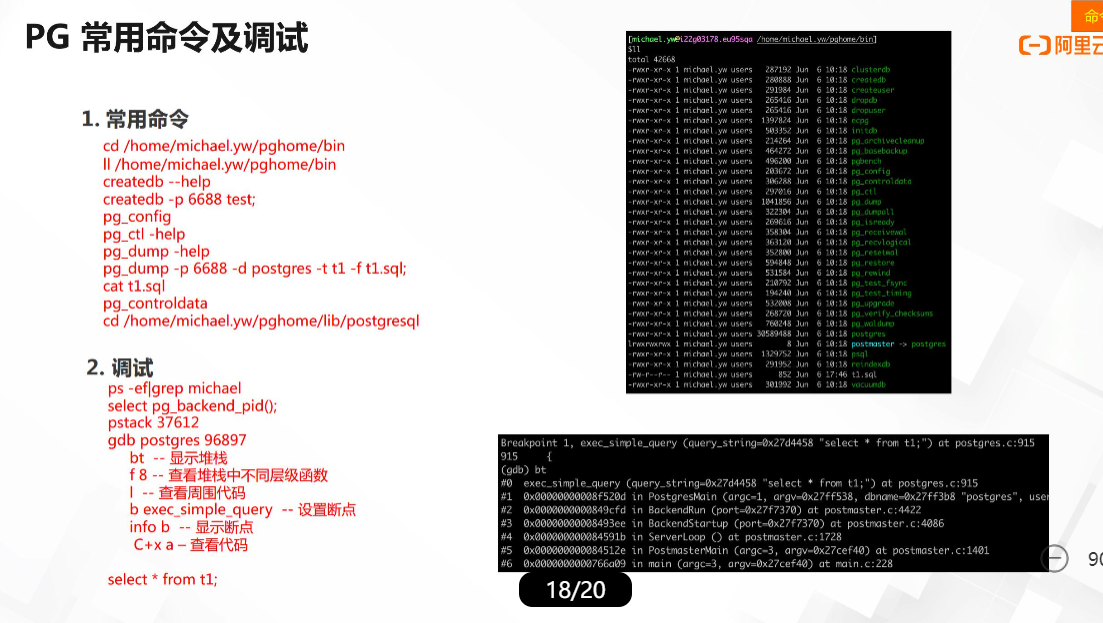 PG 常用命令及调试
命令
阿里云
1. 常用命令
cd /home/michael.yw/pghome/bin
ll /home/michael.yw/pghome/bin
createdb --help
createdb -p 6688 test;
pg_config
pg_ctl -help
pg_dump -help
pg_dump -p 6688 -d postgres -t t1 -f t1.sql;
cat t1.sql
pg_controldata
cd /home/michael.yw/pghome/lib/postgresql
2. 调试
ps -ef|grep michael
select pg_backend_pid();
pstack 37612
gdb postgres 96897
bt -- 显示堆栈
f 8 -- 查看堆栈中不同层级函数
l -- 查看周围代码
b exec_simple_query -- 设置断点
info b -- 显示断点
C+x a – 查看代码
select * from t1;
[michael.yw@i22g03178.eu95sqa /home/michael.yw/pghome/bin]
$ll
total 42668
-rwxr-xr-x 1 michael.yw users 287192 Jun 6 10:18 clusterdb
-rwxr-xr-x 1 michael.yw users 280888 Jun 6 10:18 createdb
-rwxr-xr-x 1 michael.yw users 291984 Jun 6 10:18 createuser
-rwxr-xr-x 1 michael.yw users 265416 Jun 6 10:18 dropdb
-rwxr-xr-x 1 michael.yw users 265416 Jun 6 10:18 dropuser
-rwxr-xr-x 1 michael.yw users 1397824 Jun 6 10:18 ecpg
-rwxr-xr-x 1 michael.yw users 503352 Jun 6 10:18 initdb
-rwxr-xr-x 1 michael.yw users 214264 Jun 6 10:18 pg_archivecleanup
-rwxr-xr-x 1 michael.yw users 464272 Jun 6 10:18 pg_basebackup
-rwxr-xr-x 1 michael.yw users 496200 Jun 6 10:18 pgbench
-rwxr-xr-x 1 michael.yw users 203672 Jun 6 10:18 pg_config
-rwxr-xr-x 1 michael.yw users 306288 Jun 6 10:18 pg_controldata
-rwxr-xr-x 1 michael.yw users 297016 Jun 6 10:18 pg_ctl
-rwxr-xr-x 1 michael.yw users 1041856 Jun 6 10:18 pg_dump
-rwxr-xr-x 1 michael.yw users 322304 Jun 6 10:18 pg_dumpall
-rwxr-xr-x 1 michael.yw users 269616 Jun 6 10:18 pg_isready
-rwxr-xr-x 1 michael.yw users 358304 Jun 6 10:18 pg_receivewal
-rwxr-xr-x 1 michael.yw users 363120 Jun 6 10:18 pg_recvlogical
-rwxr-xr-x 1 michael.yw users 352800 Jun 6 10:18 pg_resetwal
-rwxr-xr-x 1 michael.yw users 594848 Jun 6 10:18 pg_restore
-rwxr-xr-x 1 michael.yw users 531584 Jun 6 10:18 pg_rewind
-rwxr-xr-x 1 michael.yw users 210792 Jun 6 10:18 pg_test_fsync
-rwxr-xr-x 1 michael.yw users 194240 Jun 6 10:18 pg_test_timing
-rwxr-xr-x 1 michael.yw users 532008 Jun 6 10:18 pg_upgrade
-rwxr-xr-x 1 michael.yw users 268720 Jun 6 10:18 pg_verify_checksums
-rwxr-xr-x 1 michael.yw users 760248 Jun 6 10:18 pg_waldump
-rwxr-xr-x 1 michael.yw users 30589488 Jun 6 10:18 postgres
lrwxrwxrwx 1 michael.yw users 8 Jun 6 10:18 postmaster -> postgres
-rwxr-xr-x 1 michael.yw users 1329752 Jun 6 10:18 psql
-rwxr-xr-x 1 michael.yw users 291952 Jun 6 10:18 reindexdb
-rw-r--r-- 1 michael.yw users 852 Jun 6 17:46 t1.sql
-rwxr-xr-x 1 michael.yw users 301992 Jun 6 10:18 vacuumdb
Breakpoint 1, exec_simple_query (query_string=0x27d4458 "select * from t1;") at postgres.c:915
915 {
(gdb) bt
#0 exec_simple_query (query_string=0x27d4458 "select * from t1;") at postgres.c:915
#1 0x00000000008f520d in PostgresMain (argc=1, argv=0x27ff538, dbname=0x27ff3b8 "postgres", user
#2 0x0000000000849cfd in BackendRun (port=0x27f7370) at postmaster.c:4422
#3 0x00000000008493ee in BackendStartup (port=0x27f7370) at postmaster.c:4086
#4 0x000000000084591b in ServerLoop () at postmaster.c:1728
#5 0x000000000084512e in PostmasterMain (argc=3, argv=0x27cef40) at postmaster.c:1401
#6 0x0000000000766a09 in main (argc=3, argv=0x27cef40) at main.c:228
18/20